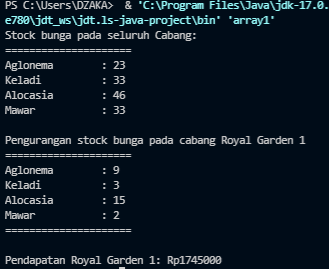 PS C:\Users\DZAKA>  & 'C:\Program Files\Java\jdk-17.0.
e780\jdt_ws\jdt.ls-java-project\bin' 'array1'
Stock bunga pada seluruh Cabang:
=====================
Aglonema : 23
Keladi : 33
Alocasia : 46
Mawar : 33

Pengurangan stock bunga pada cabang Royal Garden 1
=====================
Aglonema : 9
Keladi : 3
Alocasia : 15
Mawar : 2
=====================

Pendapatan Royal Garden 1: Rp1745000